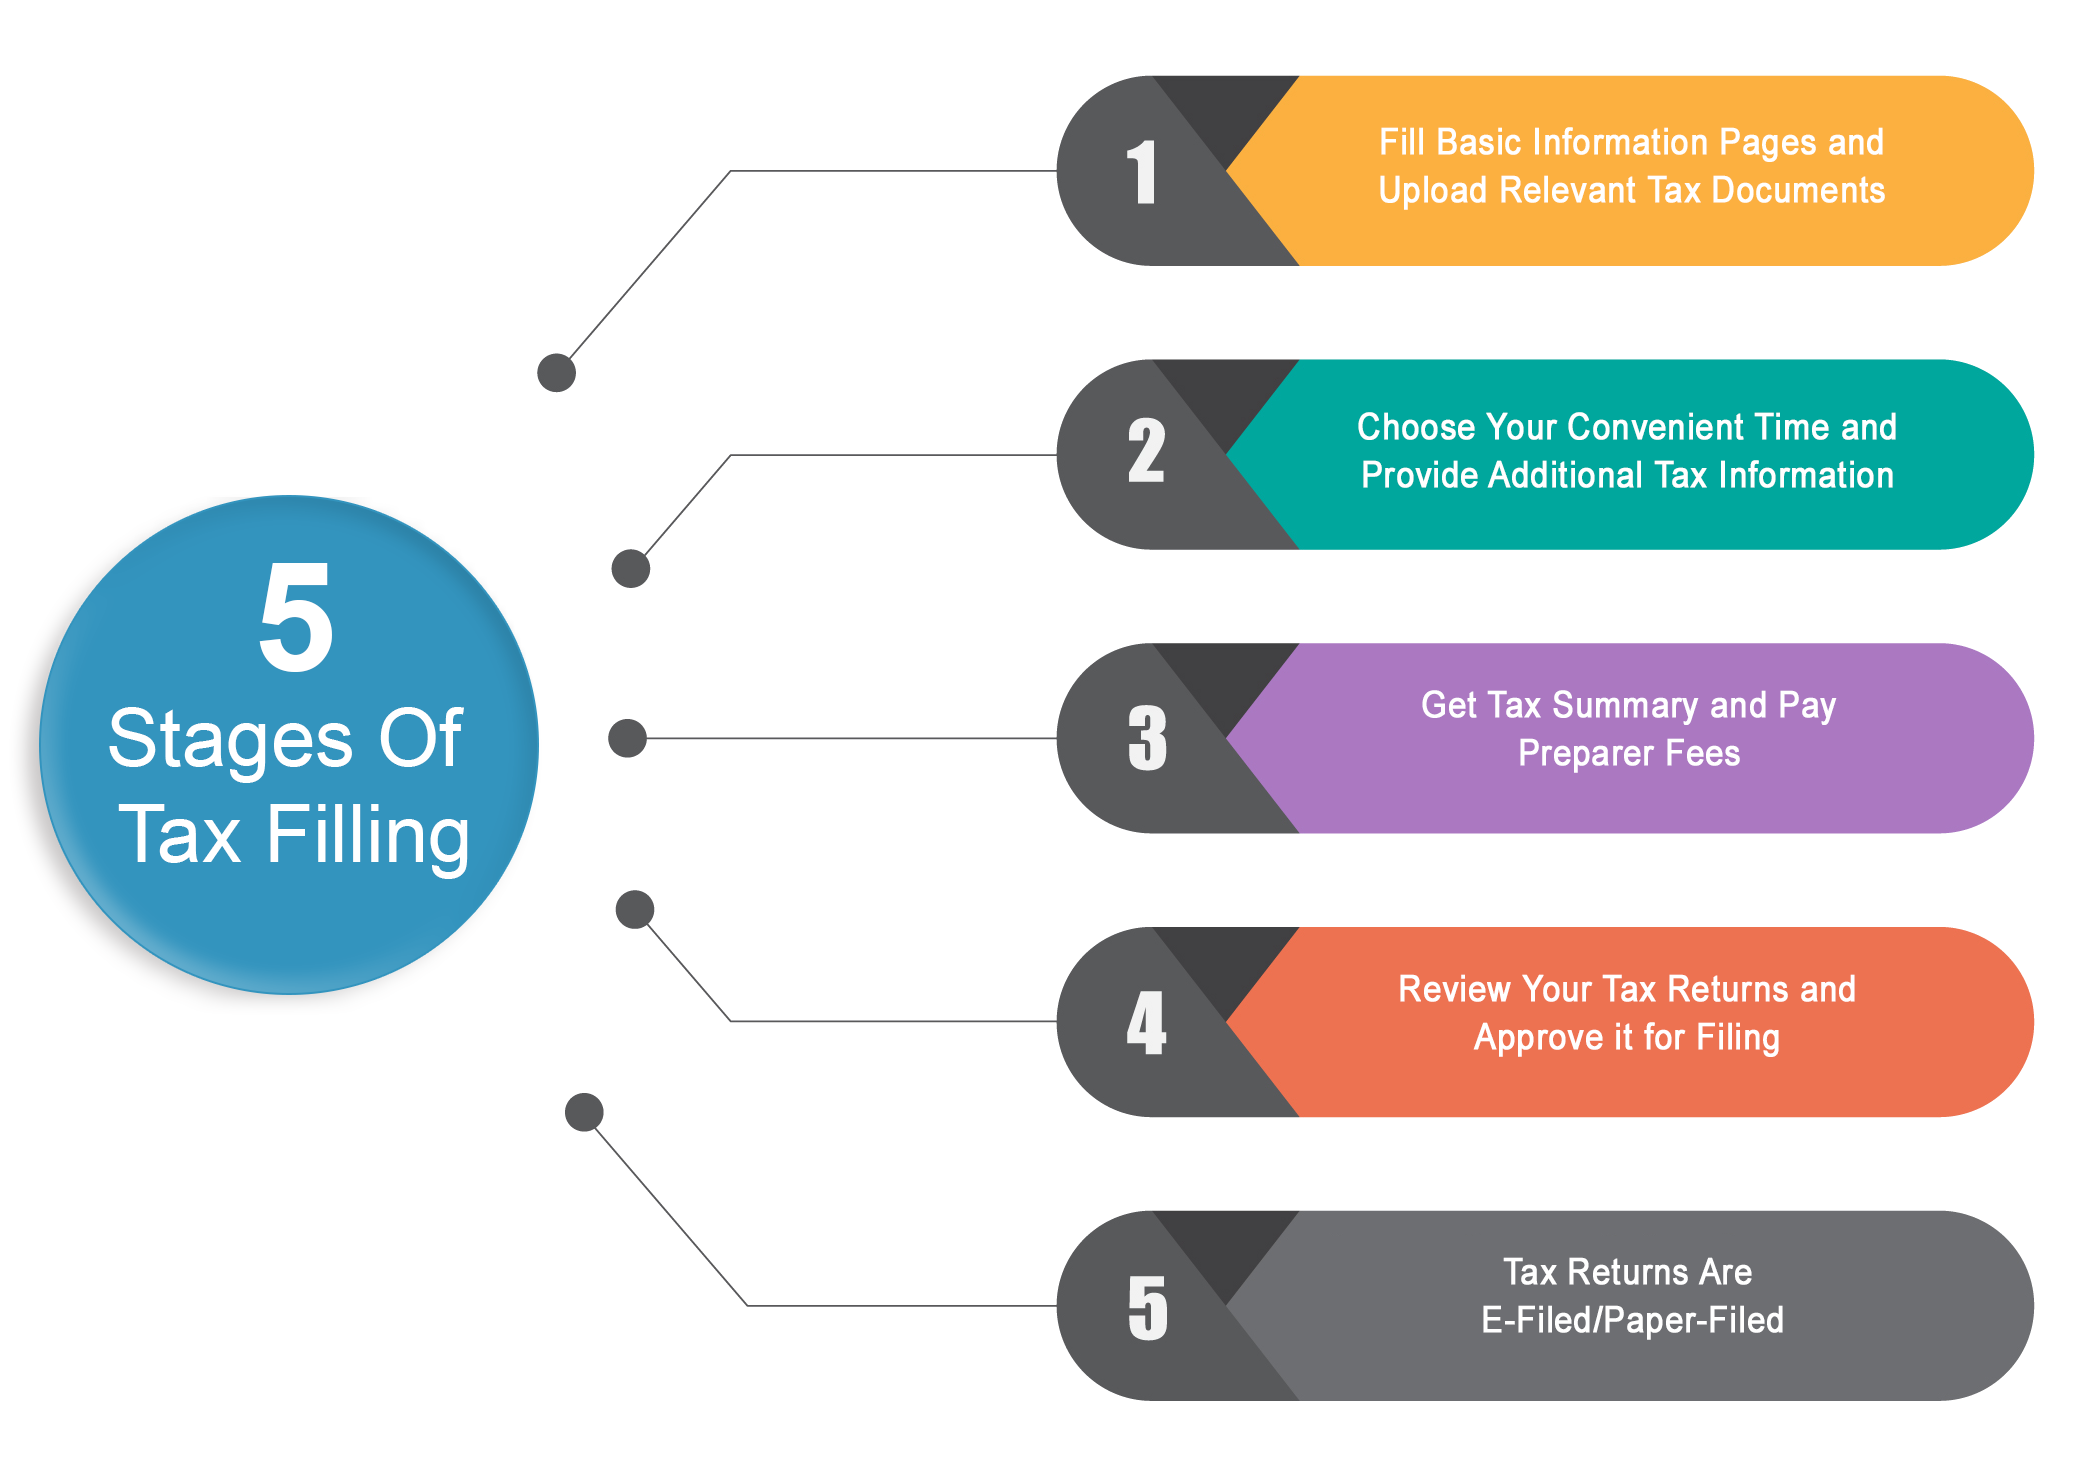 5
Stages Of
Tax Filling
1
Fill Basic Information Pages and
Upload Relevant Tax Documents
2
Choose Your Convenient Time and
Provide Additional Tax Information
3
Get Tax Summary and Pay
Preparer Fees
4
Review Your Tax Returns and
Approve it for Filing
5
Tax Returns Are
E-Filed/Paper-Filed